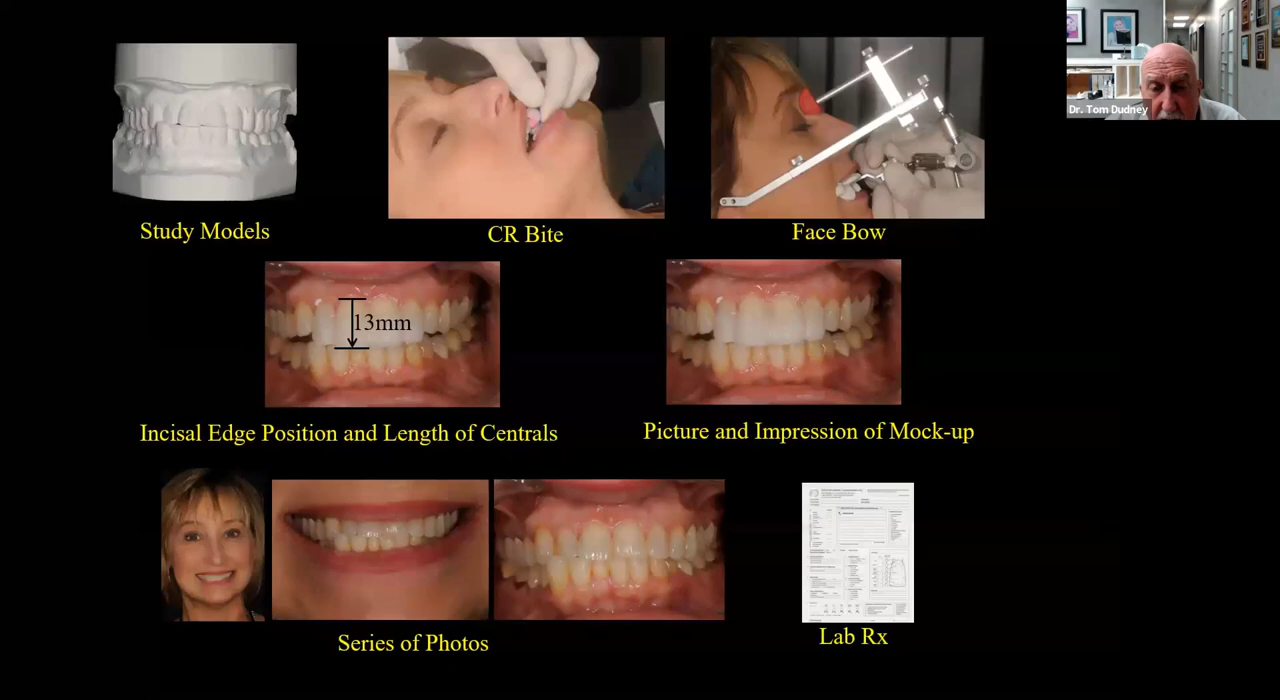 Dr. Tom Dudney
Study Models
CR Bite
Face Bow
13mm
Incisal Edge Position and Length of Centrals
Picture and Impression of Mock-up
Series of Photos
Lab Rx